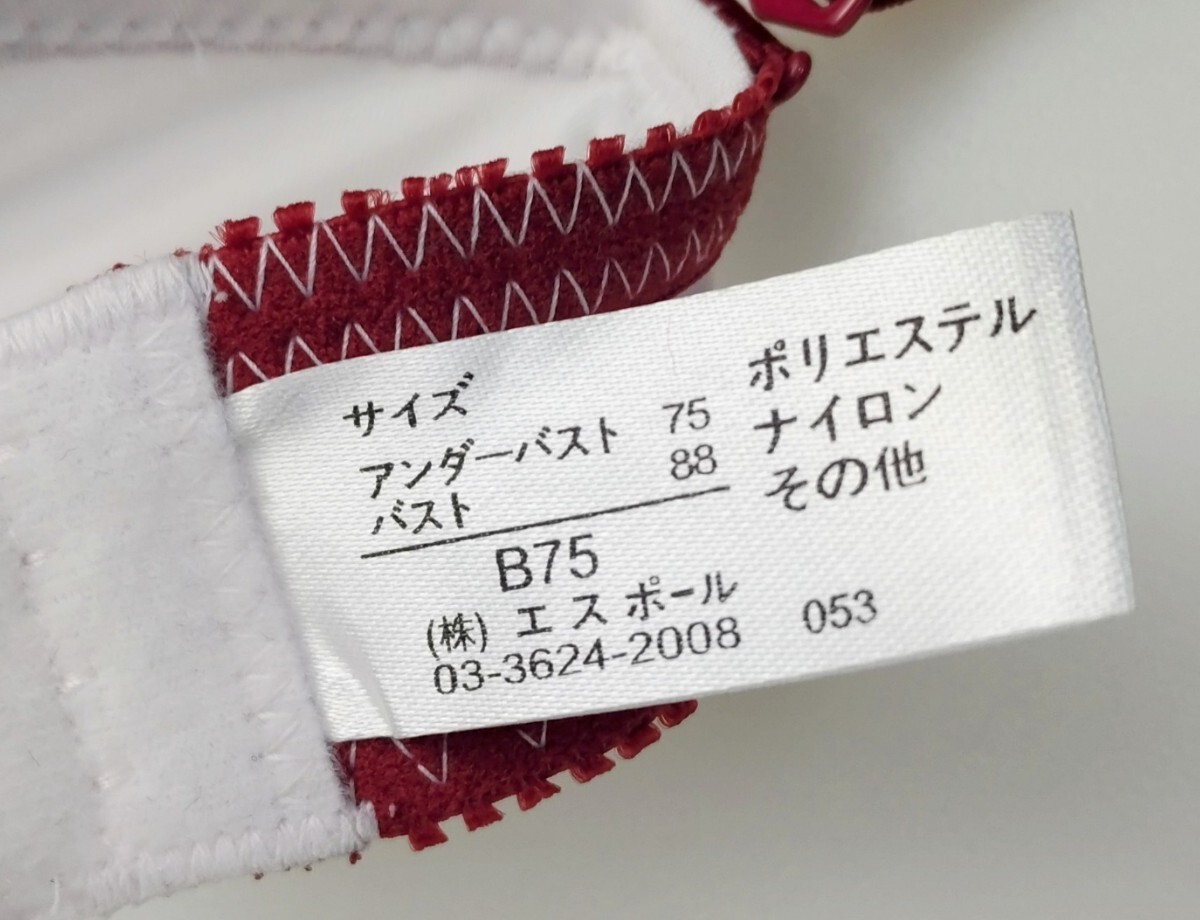 サイズ
アンダーバスト 75
バスト 88
B75
(株) エスポール
03-3624-2008 053
ポリエステル
ナイロン
その他